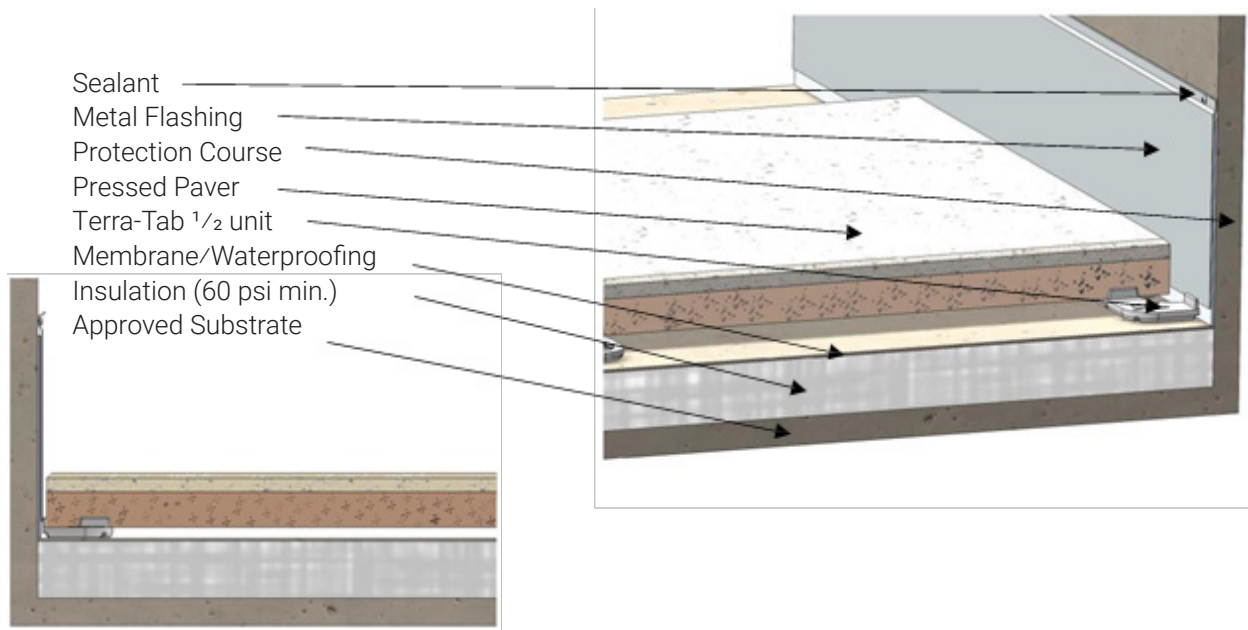 Sealant
Metal Flashing
Protection Course
Pressed Paver
Terra-Tab ¹/₂ unit
Membrane/Waterproofing
Insulation (60 psi min.)
Approved Substrate